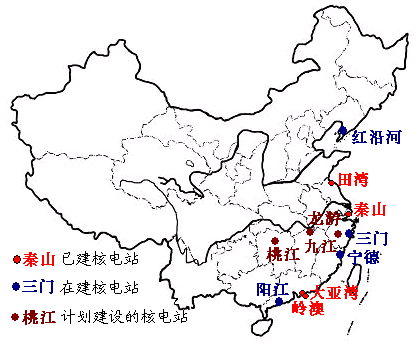 红沿河
田湾
秦山
龙游
三门
九江
桃江
宁德
阳江
大亚湾
岭澳
秦山 已建核电站
三门 在建核电站
桃江 计划建设的核电站